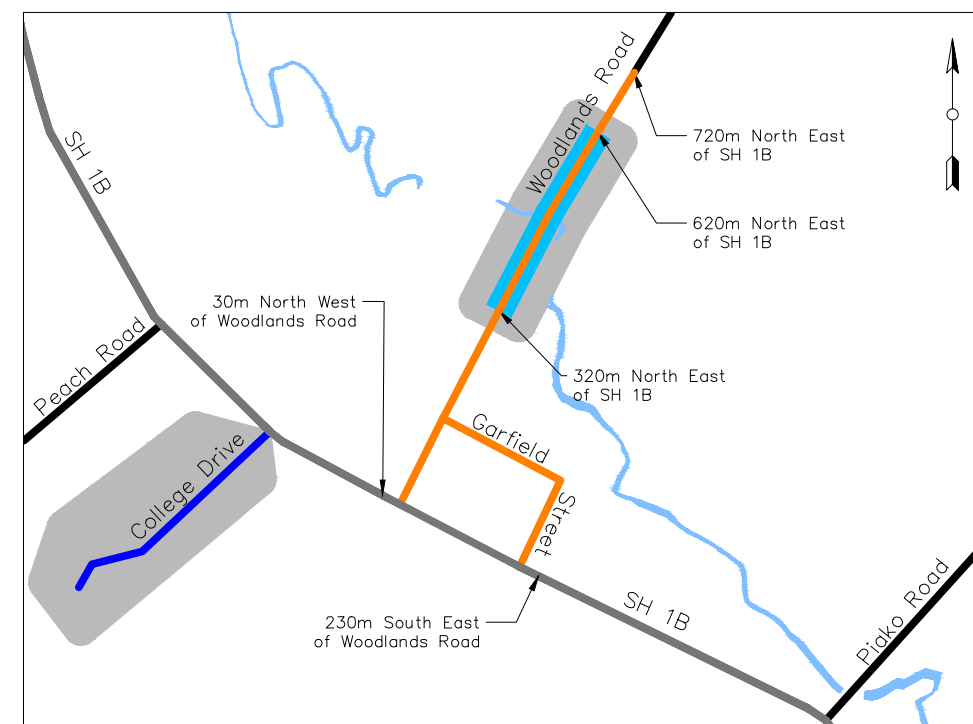 SH 1B
Woodlands Road
720m North East
of SH 1B
620m North East
of SH 1B
30m North West
of Woodlands Road
Peach Road
320m North East
of SH 1B
Garfield
Street
College Drive
230m South East
of Woodlands Road
SH 1B
Piako Road